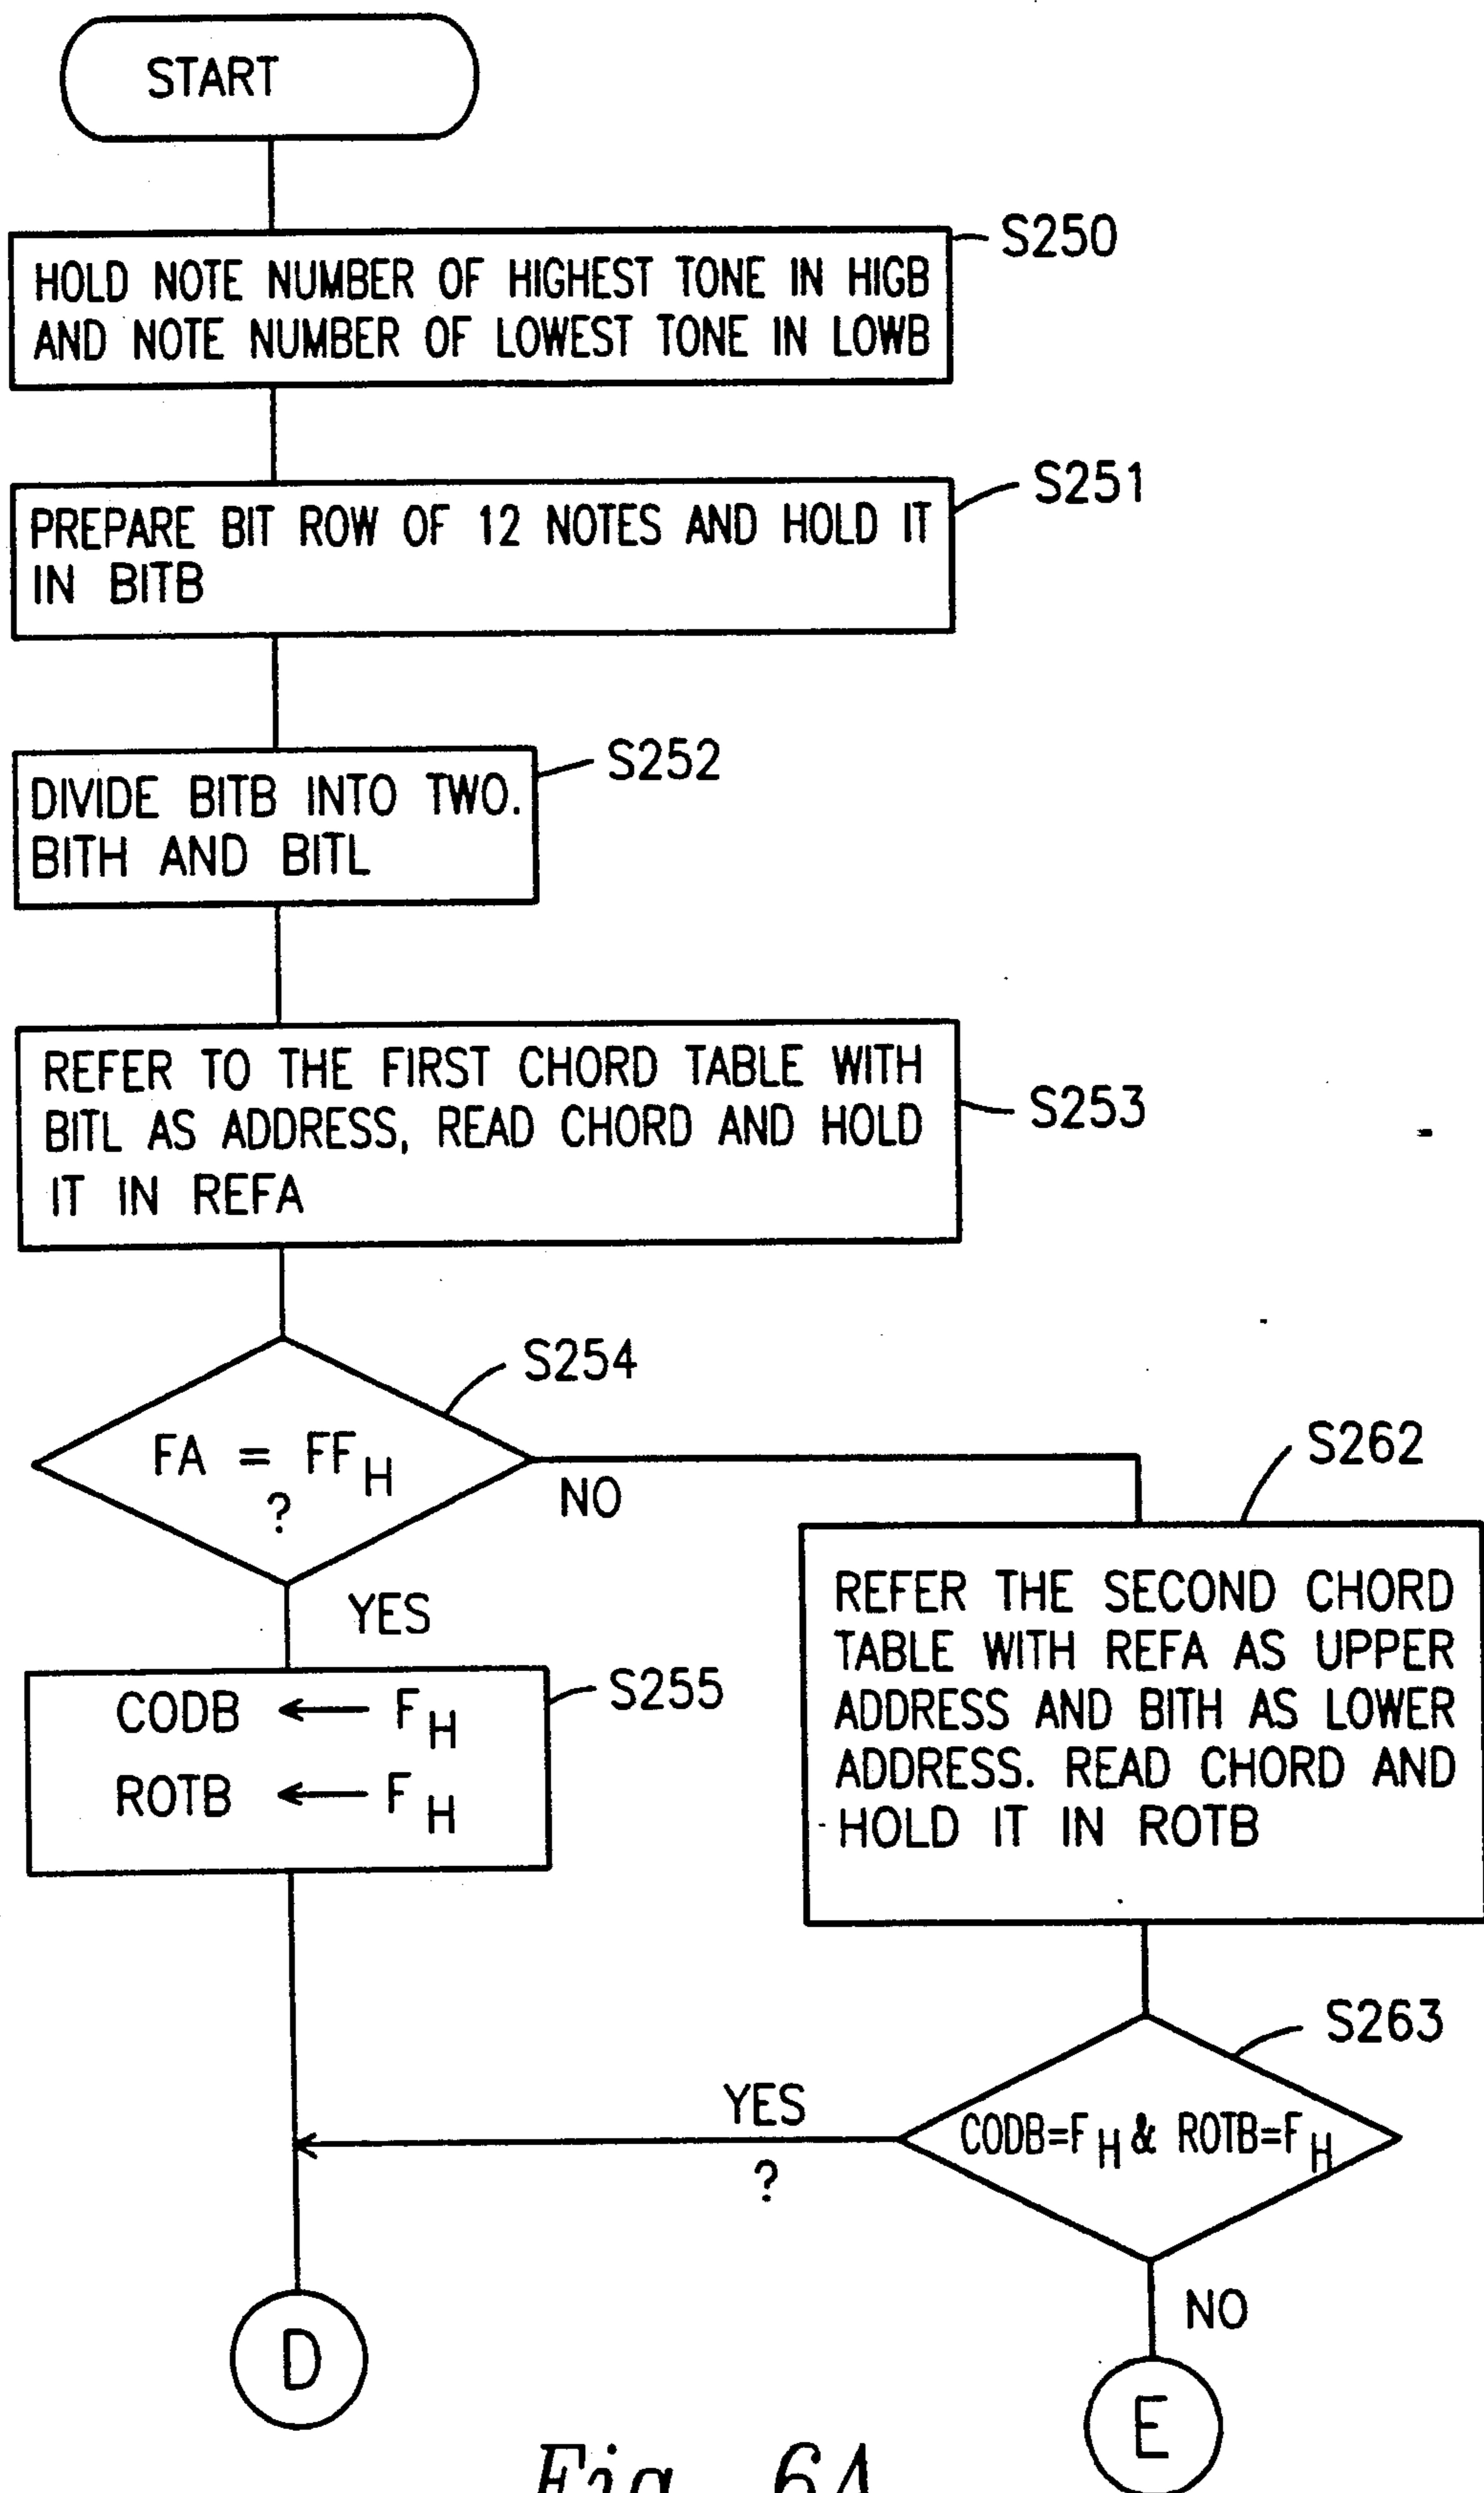 START
S250
HOLD NOTE NUMBER OF HIGHEST TONE IN HIGB
AND NOTE NUMBER OF LOWEST TONE IN LOWB
S251
PREPARE BIT ROW OF 12 NOTES AND HOLD IT
IN BITB
S252
DIVIDE BITB INTO TWO.
BITH AND BITL
S253
REFER TO THE FIRST CHORD TABLE WITH
BITL AS ADDRESS, READ CHORD AND HOLD
IT IN REFA
S254
FA = FFH
?
NO
YES
S262
REFER THE SECOND CHORD
TABLE WITH REFA AS UPPER
ADDRESS AND BITH AS LOWER
ADDRESS. READ CHORD AND
HOLD IT IN ROTB
S255
CODB ← FH
ROTB ← FH
S263
CODB=FH & ROTB=FH
YES
?
NO
D
E
Fig. 6A